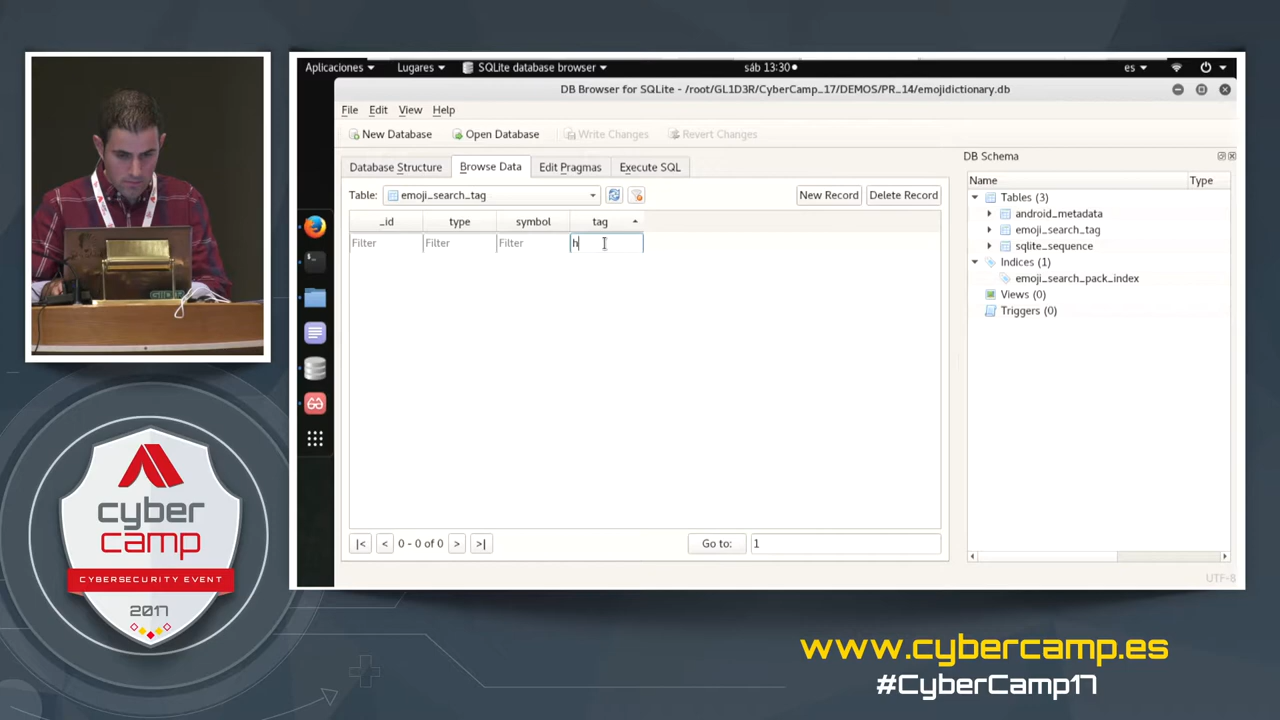 Aplicaciones Lugares SQLite database browser sáb 13:30 es
DB Browser for SQLite - /root/GL1D3R/CyberCamp_17/DEMOS/PR_14/emojidictionary.db
File Edit View Help
New Database Open Database Write Changes Revert Changes
Database Structure Browse Data Edit Pragmas Execute SQL
Table: emoji_search_tag New Record Delete Record
_id type symbol tag
Filter Filter Filter h
|< < 0 - 0 of 0 > >| Go to: 1
DB Schema
Name Type
Tables (3)
android_metadata
emoji_search_tag
sqlite_sequence
Indices (1)
emoji_search_pack_index
Views (0)
Triggers (0)
UTF-8
cyber
camp
CYBERSECURITY EVENT
2017
www.cybercamp.es
#CyberCamp17